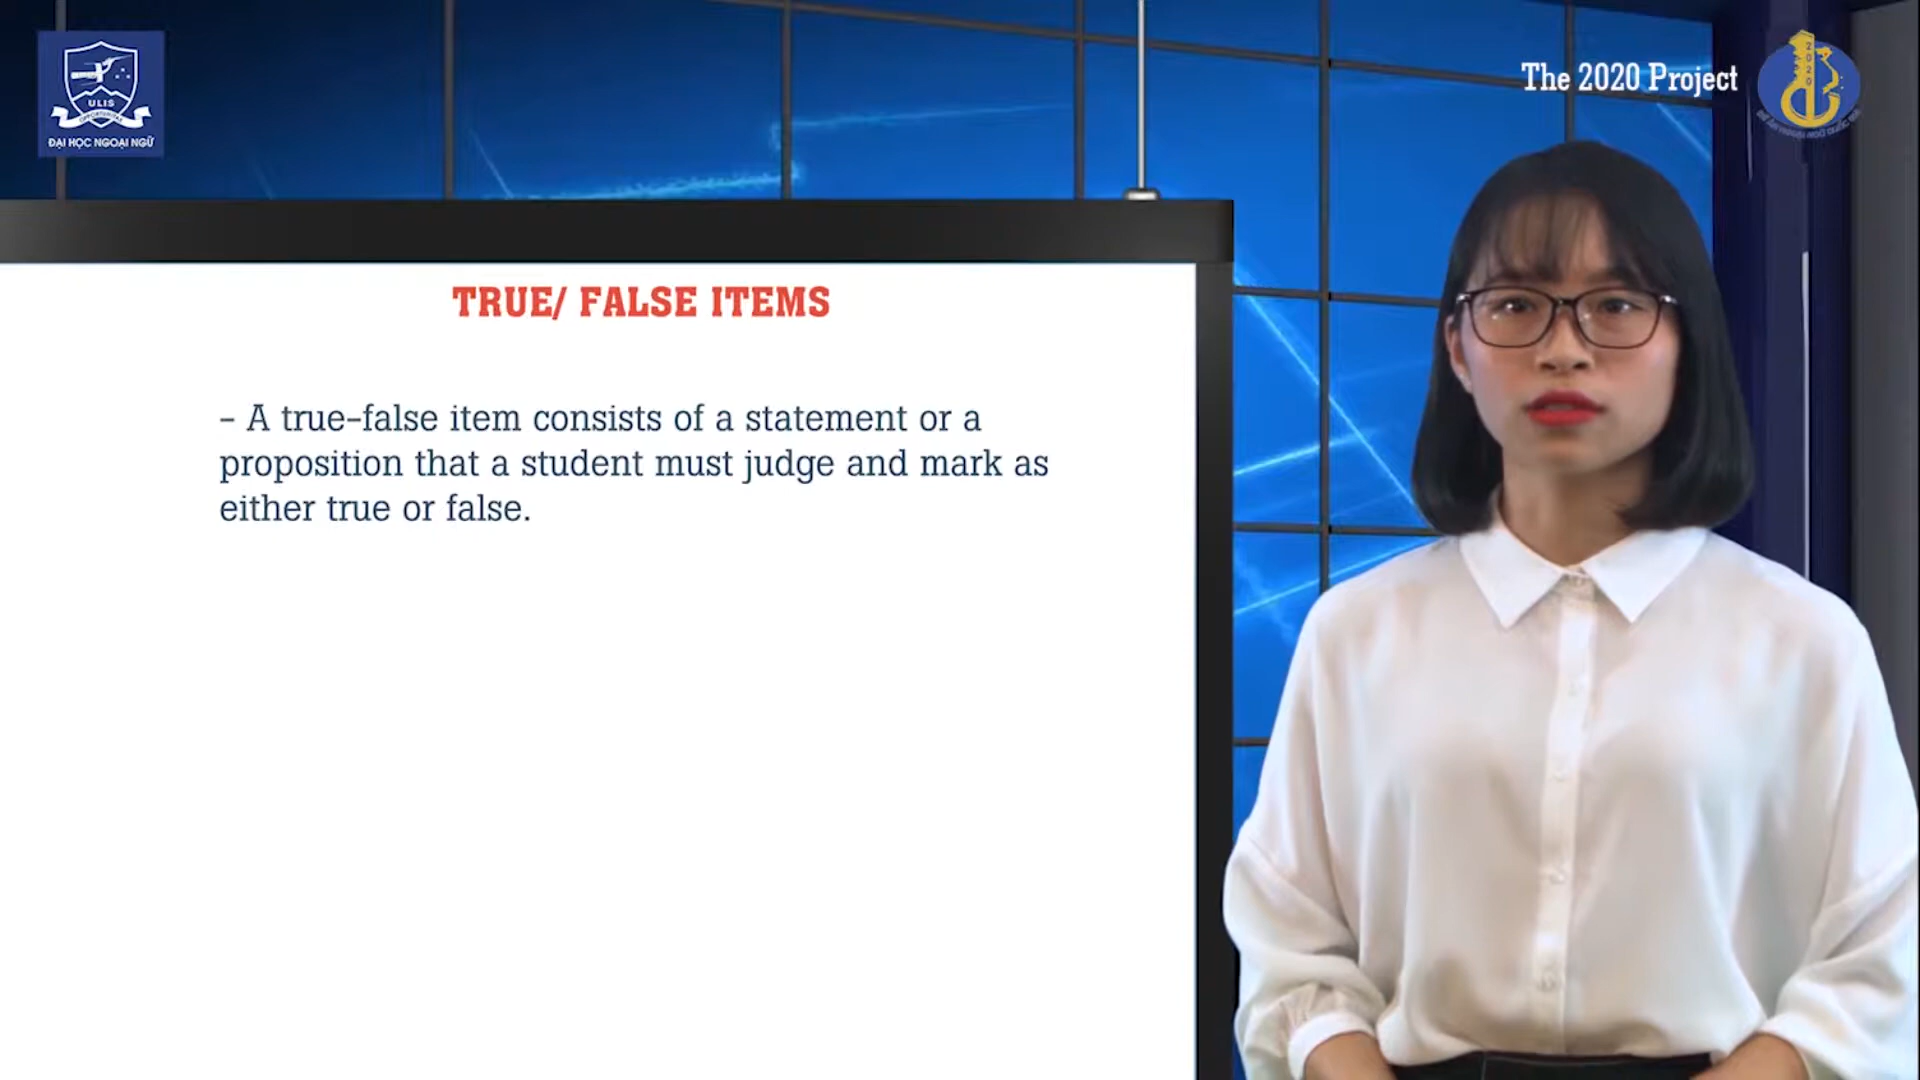 ULIS
ĐẠI HỌC NGOẠI NGỮ
The 2020 Project
2020
TRUE/ FALSE ITEMS
– A true–false item consists of a statement or a
proposition that a student must judge and mark as
either true or false.